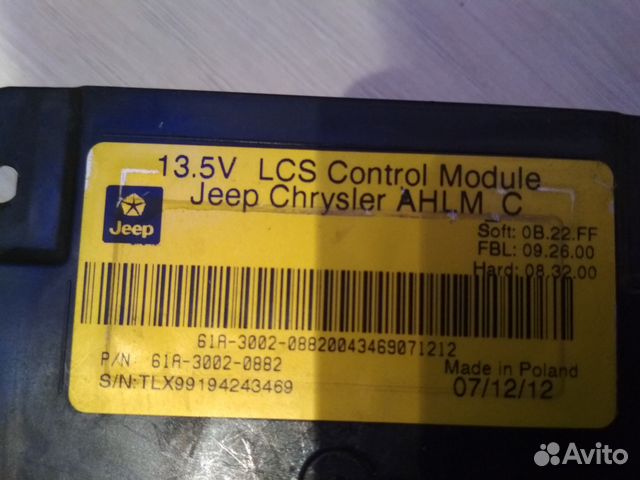 13.5V LCS Control Module
Jeep Chrysler AHLM_C
Jeep
Soft: 0B.22.FF
FBL: 09.26.00
Hard: 08.32.00
61A-3002-08820043469071212
P/N 61A-3002-0882
S/N:TLX99194243469
Made in Poland
07/12/12
Avito